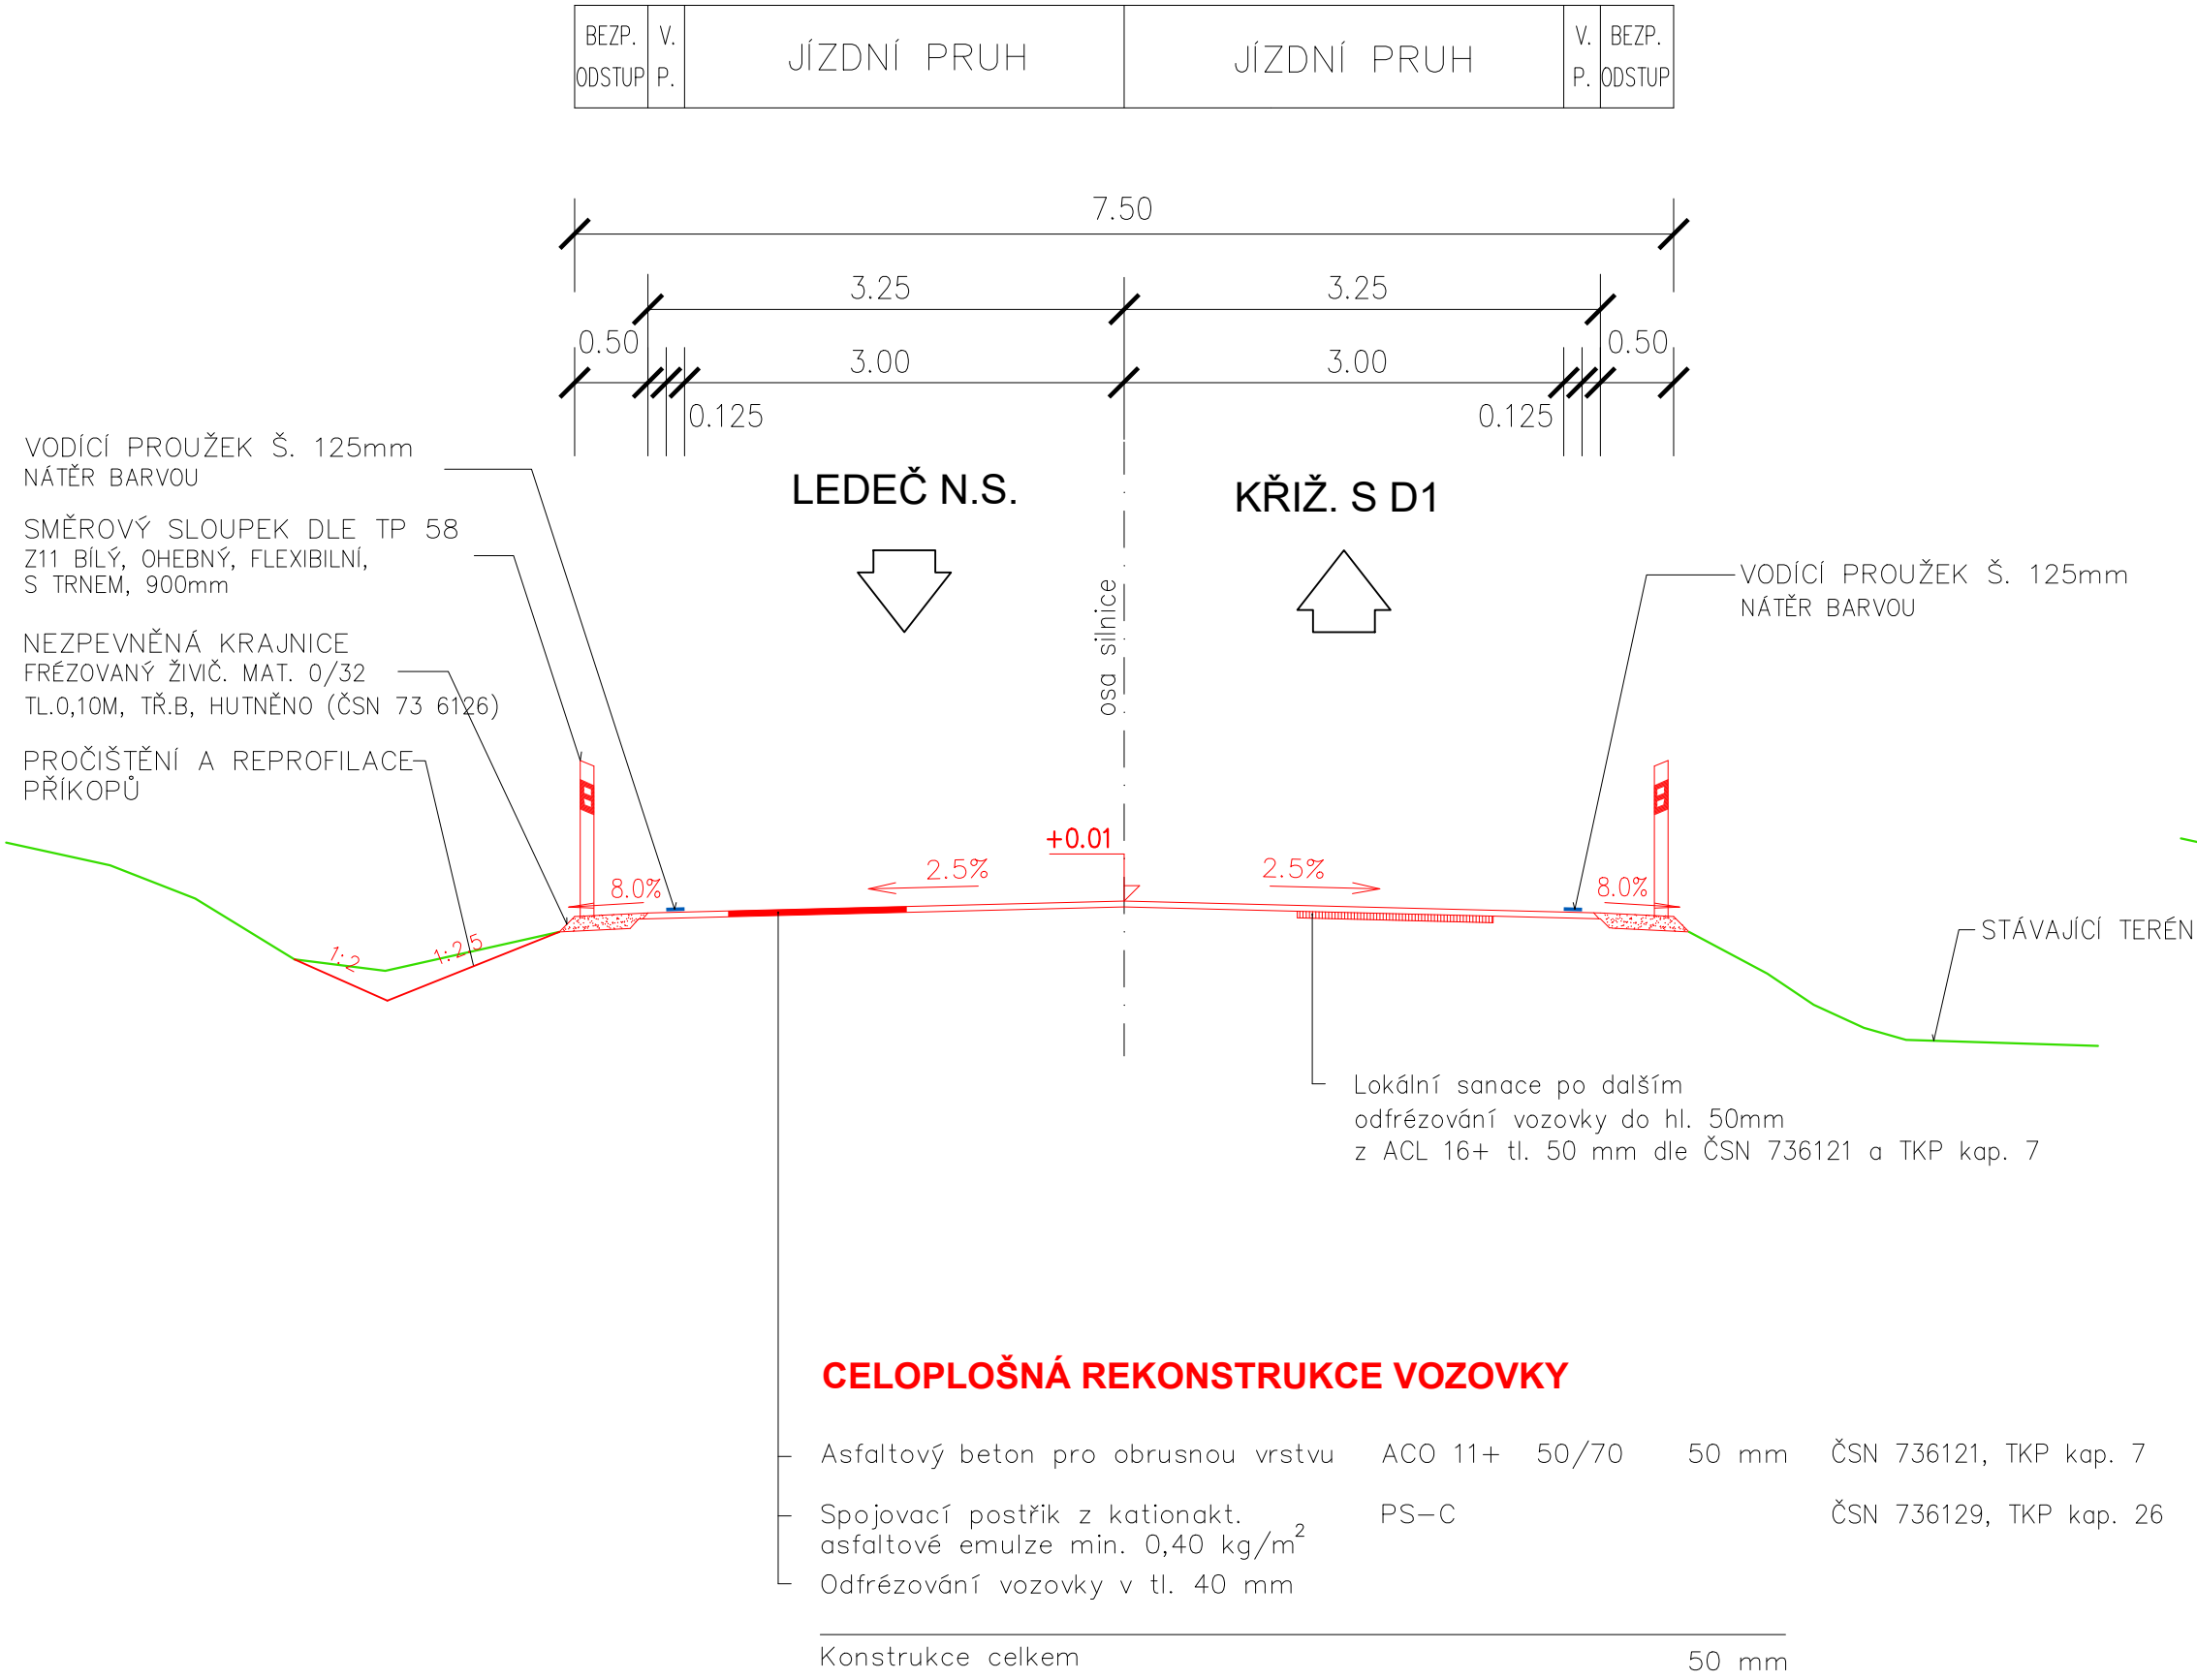 BEZP.
ODSTUP
V.
P.
JÍZDNÍ PRUH
JÍZDNÍ PRUH
V.
P.
BEZP.
ODSTUP
7.50
3.25
3.25
0.50
3.00
3.00
0.50
0.125
0.125
VODÍCÍ PROUŽEK Š. 125mm
NÁTĚR BARVOU
LEDEČ N.S.
KŘIŽ. S D1
SMĚROVÝ SLOUPEK DLE TP 58
Z11 BÍLÝ, OHEBNÝ, FLEXIBILNÍ,
S TRNEM, 900mm
VODÍCÍ PROUŽEK Š. 125mm
NÁTĚR BARVOU
osa silnice
NEZPEVNĚNÁ KRAJNICE
FRÉZOVANÝ ŽIVIČ. MAT. 0/32
TL.0,10M, TŘ.B, HUTNĚNO (ČSN 73 6126)
PROČIŠTĚNÍ A REPROFILACE
PŘÍKOPŮ
+0.01
2.5%
2.5%
8.0%
8.0%
1:2
1:2,5
STÁVAJÍCÍ TERÉN
Lokální sanace po dalším
odfrézování vozovky do hl. 50mm
z ACL 16+ tl. 50 mm dle ČSN 736121 a TKP kap. 7
CELOPLOŠNÁ REKONSTRUKCE VOZOVKY
Asfaltový beton pro obrusnou vrstvu ACO 11+ 50/70 50 mm ČSN 736121, TKP kap. 7
Spojovací postřik z kationakt. PS-C ČSN 736129, TKP kap. 26
asfaltové emulze min. 0,40 kg/m²
Odfrézování vozovky v tl. 40 mm
Konstrukce celkem 50 mm